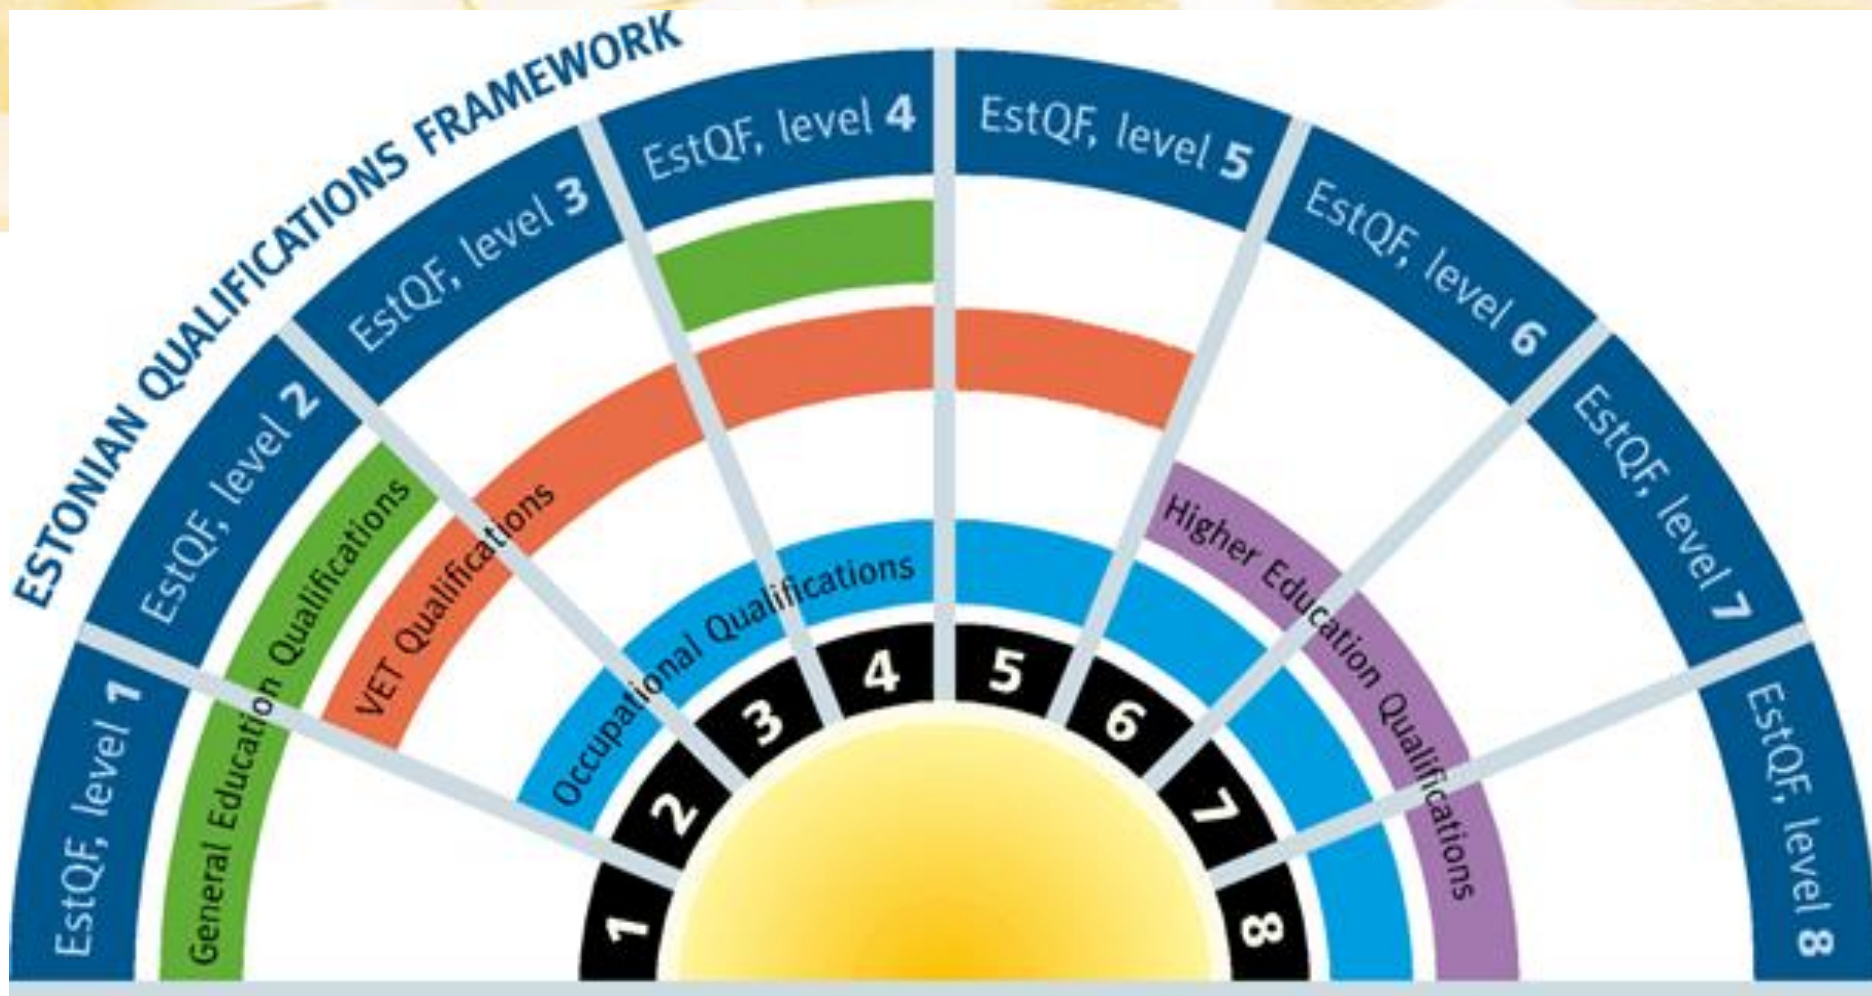 ESTONIAN QUALIFICATIONS FRAMEWORK
EstQF, level 1
EstQF, level 2
EstQF, level 3
EstQF, level 4
EstQF, level 5
EstQF, level 6
EstQF, level 7
EstQF, level 8
General Education Qualifications
VET Qualifications
Occupational Qualifications
Higher Education Qualifications
1
2
3
4
5
6
7
8